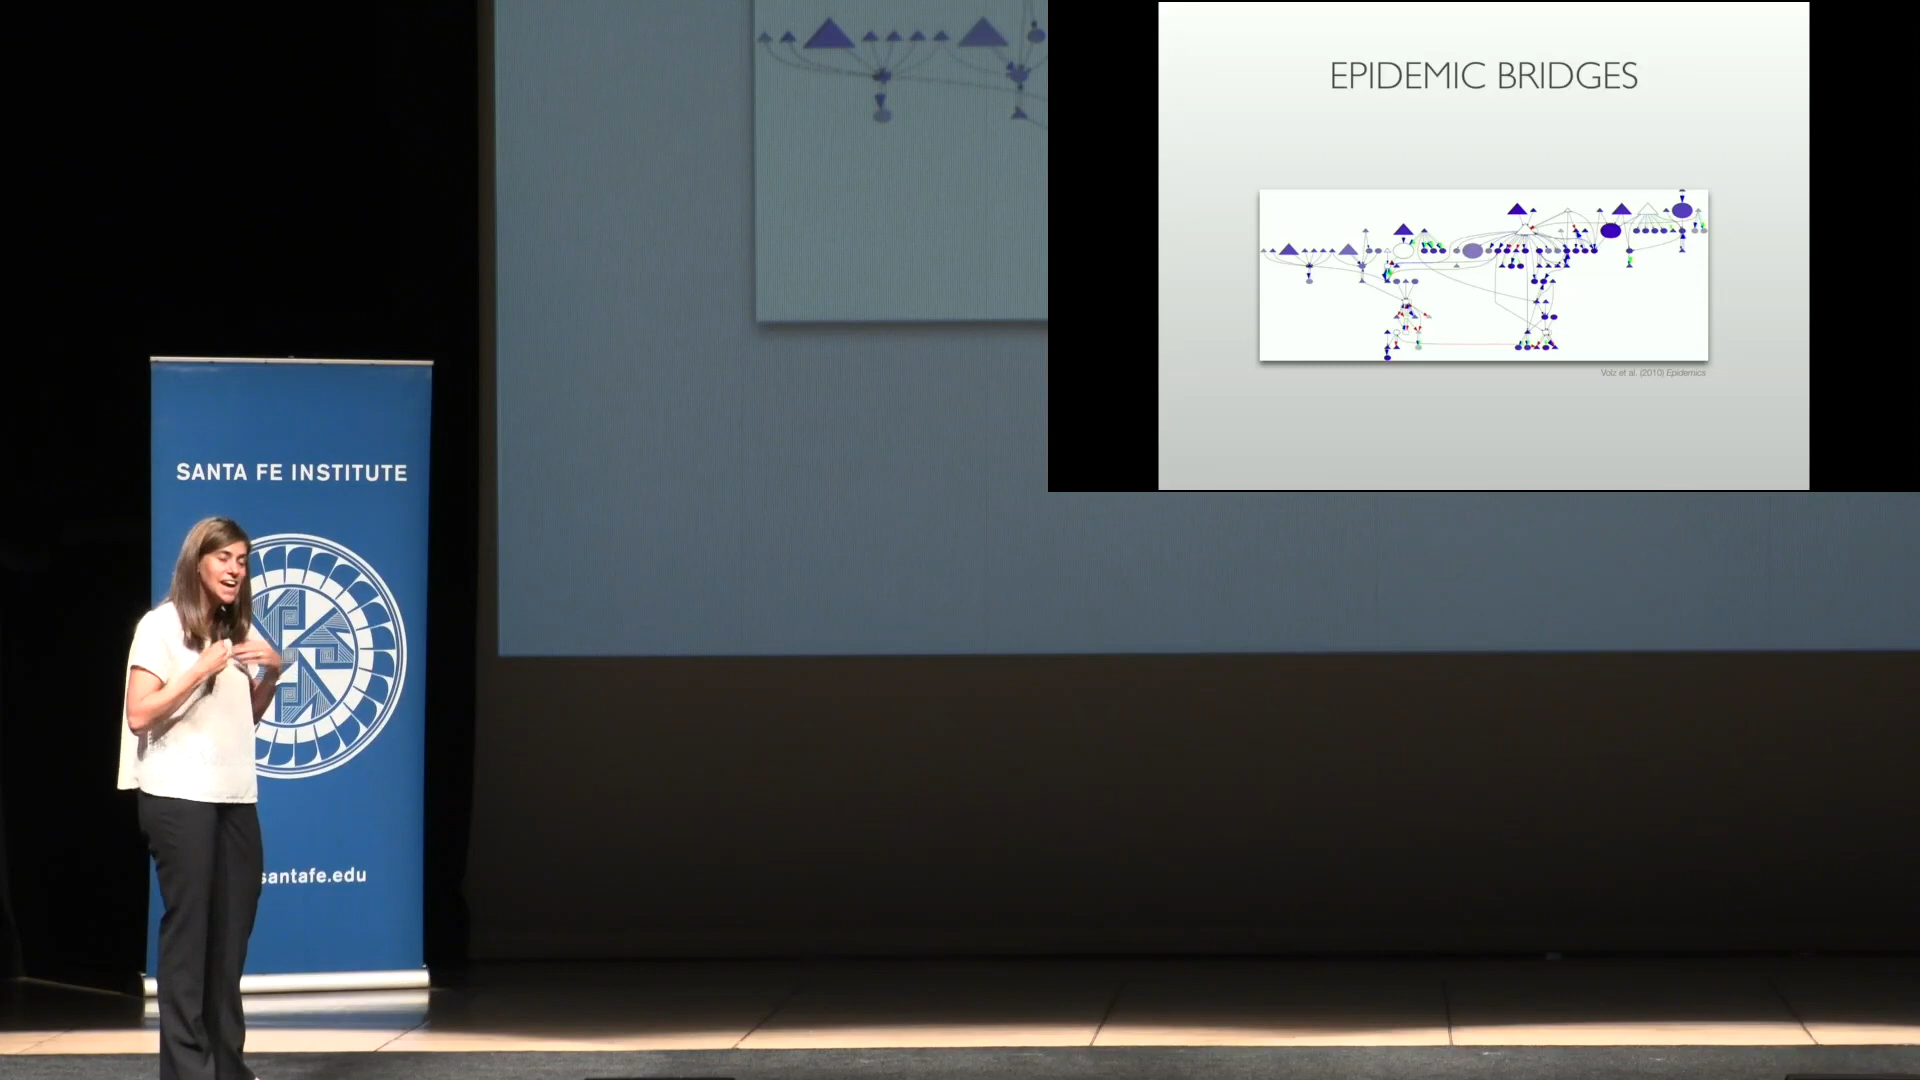 EPIDEMIC BRIDGES
Volz et al. (2010) Epidemics
SANTA FE INSTITUTE
santafe.edu